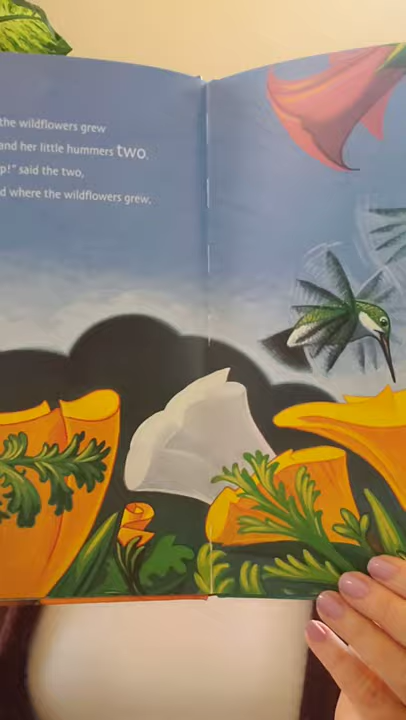 the wildflowers grew
and her little hummers two.
p!" said the two,
d where the wildflowers grew,